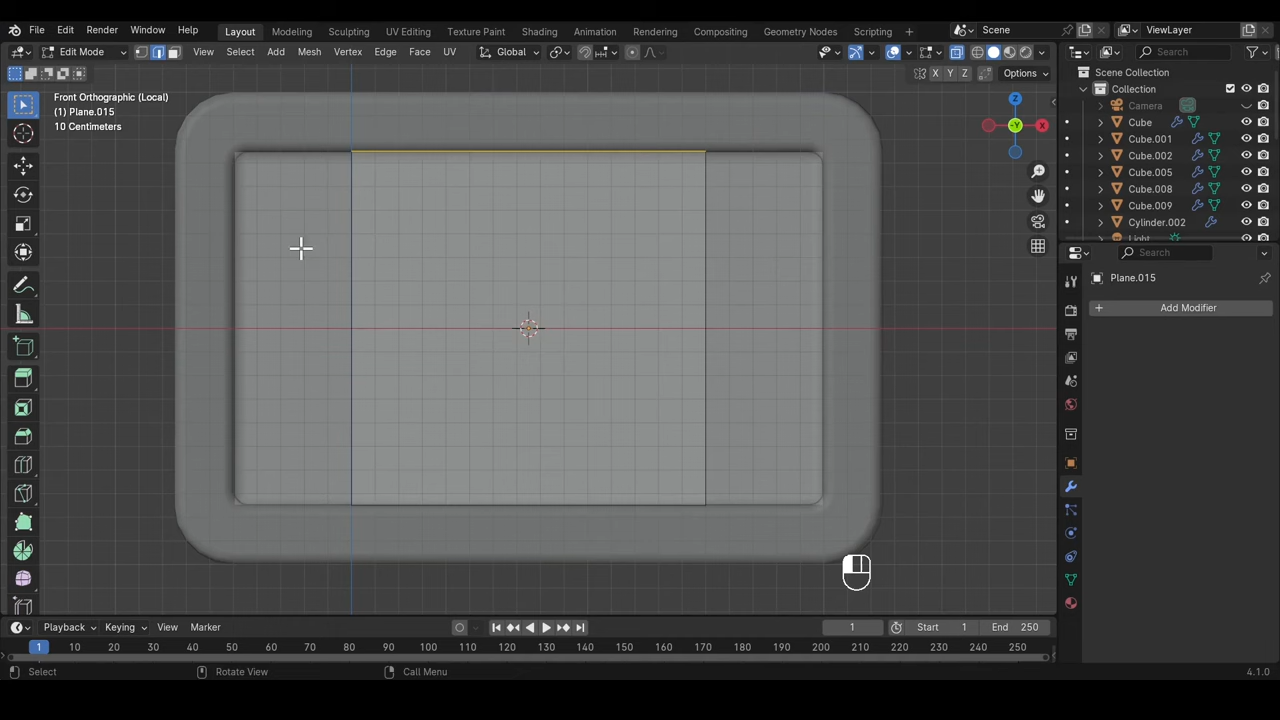 File Edit Render Window Help Layout Modeling Sculpting UV Editing Texture Paint Shading Animation Rendering Compositing Geometry Nodes Scripting + Scene ViewLayer
Edit Mode View Select Add Mesh Vertex Edge Face UV Global Search
X Y Z Options
Scene Collection
Collection
Front Orthographic (Local)
(1) Plane.015
10 Centimeters
Z
-Y
X
Camera
Cube
Cube.001
Cube.002
Cube.005
Cube.008
Cube.009
Cylinder.002
Light
Search
Plane.015
+ Add Modifier
Playback Keying View Marker 1 Start 1 End 250
1 10 20 30 40 50 60 70 80 90 100 110 120 130 140 150 160 170 180 190 200 210 220 230 240 250
Select Rotate View Call Menu 4.1.0